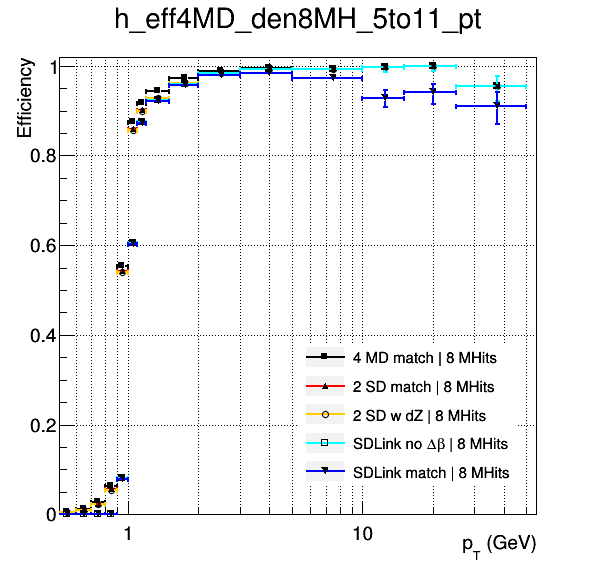 h_eff4MD_den8MH_5to11_pt
Efficiency
1
0.8
0.6
0.4
0.2
0
4 MD match | 8 MHits
2 SD match | 8 MHits
2 SD w dZ | 8 MHits
SDLink no Δβ | 8 MHits
SDLink match | 8 MHits
1
10
p_T (GeV)